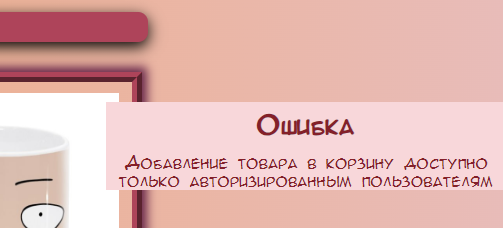 Ошибка
Добавление товара в корзину доступно
только авторизированным пользователям